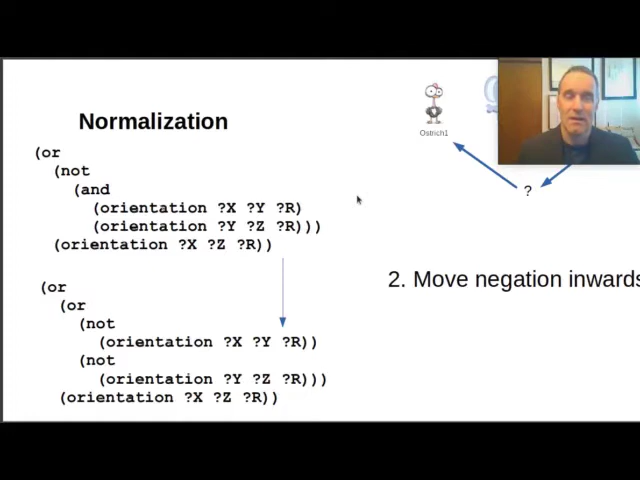 Normalization
(or
(not
(and
(orientation ?X ?Y ?R)
(orientation ?Y ?Z ?R)))
(orientation ?X ?Z ?R))
(or
(or
(not
(orientation ?X ?Y ?R))
(not
(orientation ?Y ?Z ?R)))
(orientation ?X ?Z ?R))
Ostrich1
?
2. Move negation inwards